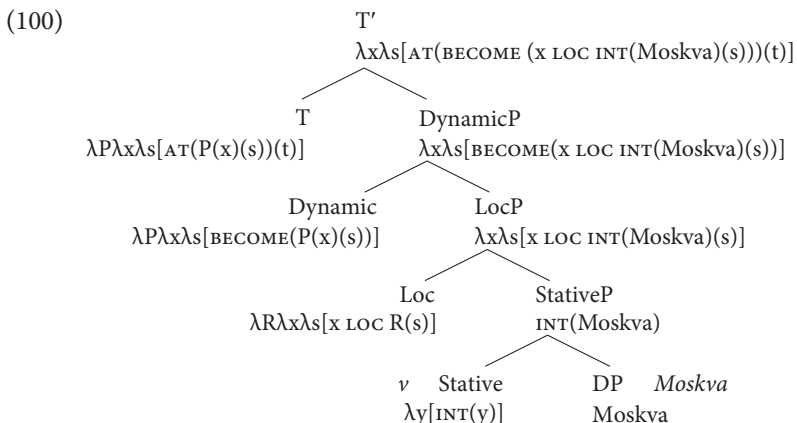 (100) T′
λxλs[AT(BECOME (x LOC INT(Moskva)(s)))(t)]
T DynamicP
λPλxλs[AT(P(x)(s))(t)] λxλs[BECOME(x LOC INT(Moskva)(s))]
Dynamic LocP
λPλxλs[BECOME(P(x)(s))] λxλs[x LOC INT(Moskva)(s)]
Loc StativeP
λRλxλs[x LOC R(s)] INT(Moskva)
v Stative DP Moskva
λy[INT(y)] Moskva